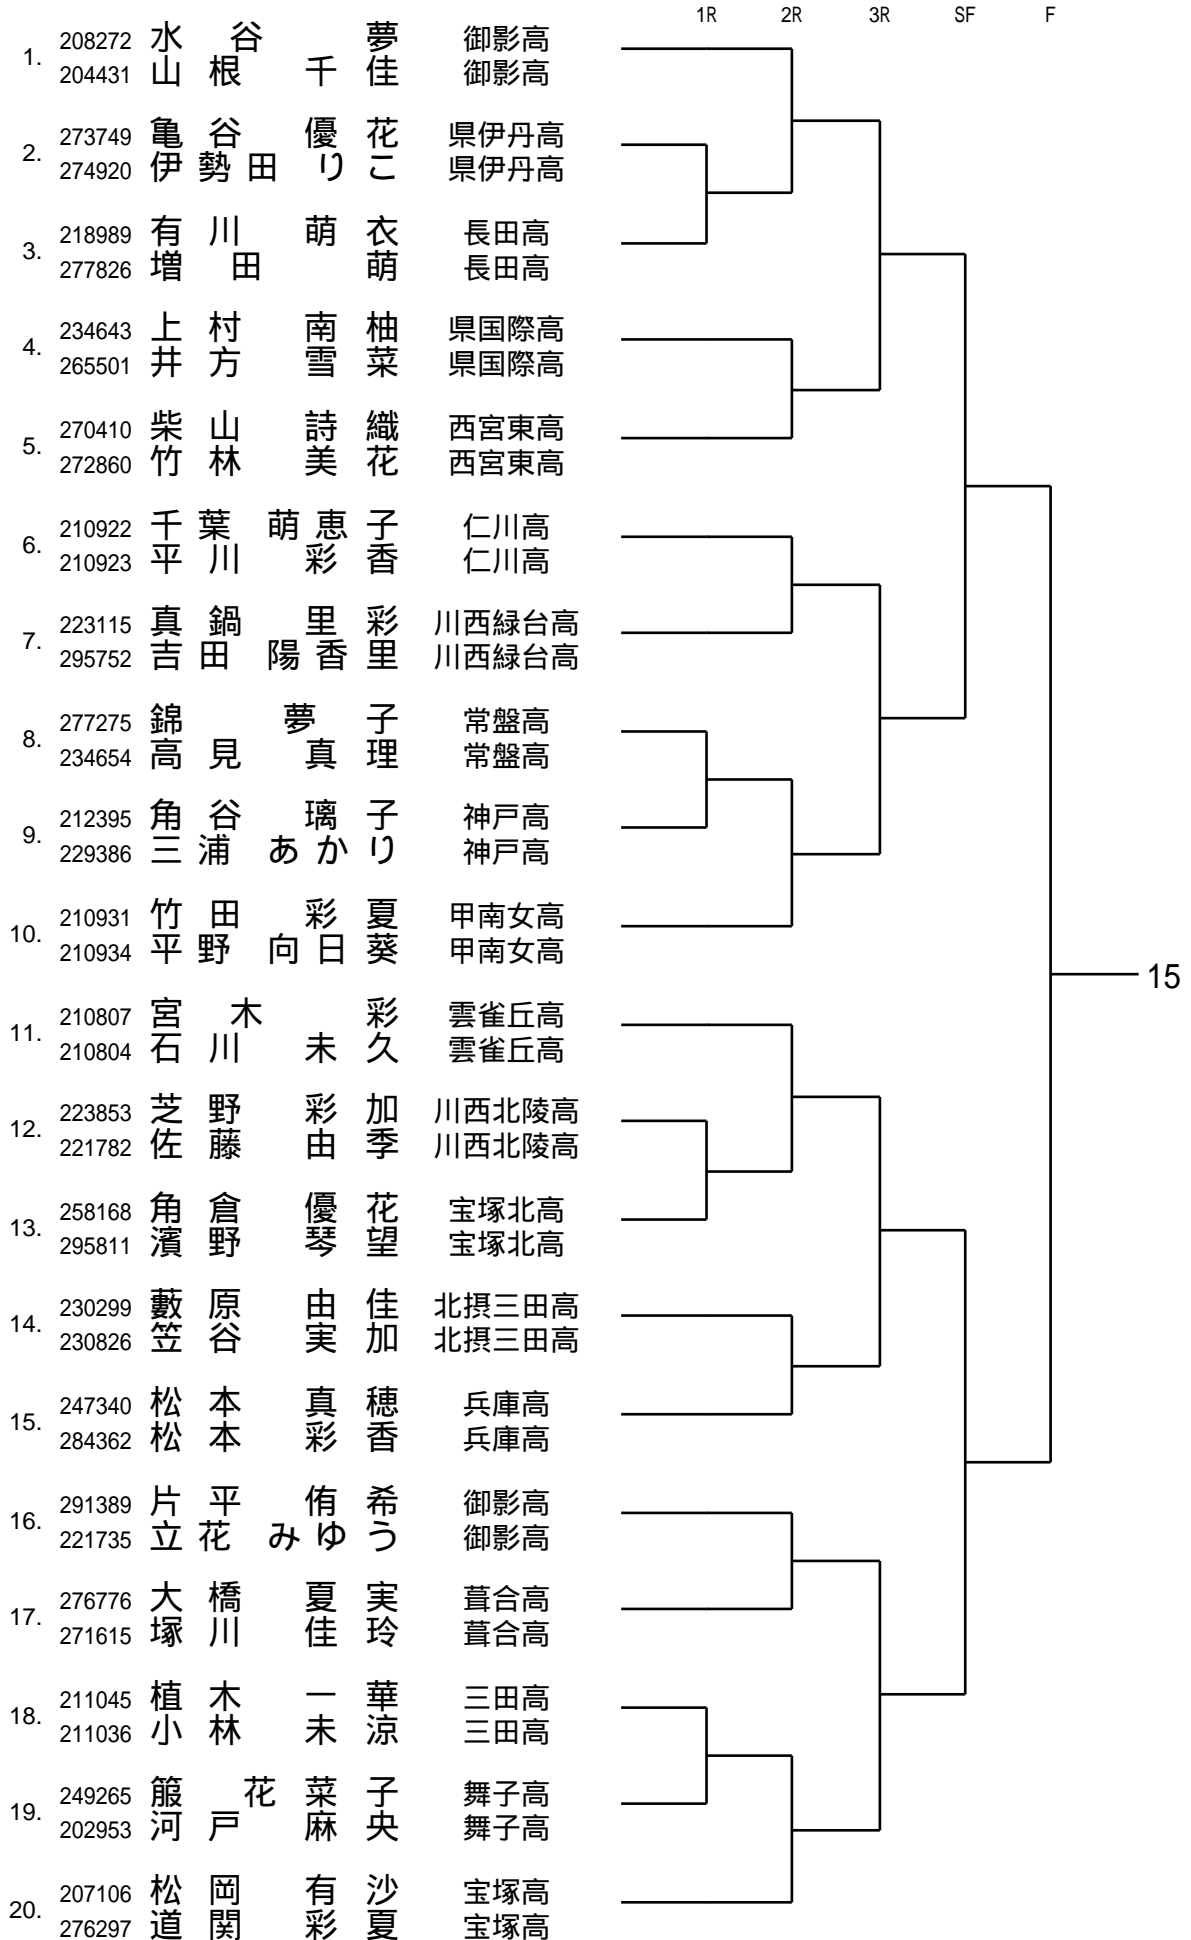 1R 2R 3R SF F
1. 208272 水谷 夢 御影高
204431 山根 千佳 御影高
2. 273749 亀谷 優花 県伊丹高
274920 伊勢田 りこ 県伊丹高
3. 218989 有川 萌衣 長田高
277826 増田 萌 長田高
4. 234643 上村 南柚 県国際高
265501 井方 雪菜 県国際高
5. 270410 柴山 詩織 西宮東高
272860 竹林 美花 西宮東高
6. 210922 千葉 萌恵子 仁川高
210923 平川 彩香 仁川高
7. 223115 真鍋 里彩 川西緑台高
295752 吉田 陽香里 川西緑台高
8. 277275 錦 夢子 常盤高
234654 高見 真理 常盤高
9. 212395 角谷 璃子 神戸高
229386 三浦 あかり 神戸高
10. 210931 竹田 彩夏 甲南女高
210934 平野 向日葵 甲南女高
15
11. 210807 宮木 彩 雲雀丘高
210804 石川 未久 雲雀丘高
12. 223853 芝野 彩加 川西北陵高
221782 佐藤 由季 川西北陵高
13. 258168 角倉 優花 宝塚北高
295811 濱野 琴望 宝塚北高
14. 230299 藪原 由佳 北摂三田高
230826 笠谷 実加 北摂三田高
15. 247340 松本 真穂 兵庫高
284362 松本 彩香 兵庫高
16. 291389 片平 侑希 御影高
221735 立花 みゆう 御影高
17. 276776 大橋 夏実 葺合高
271615 塚川 佳玲 葺合高
18. 211045 植木 一華 三田高
211036 小林 未涼 三田高
19. 249265 箙 花菜子 舞子高
202953 河戸 麻央 舞子高
20. 207106 松岡 有沙 宝塚高
276297 道関 彩夏 宝塚高